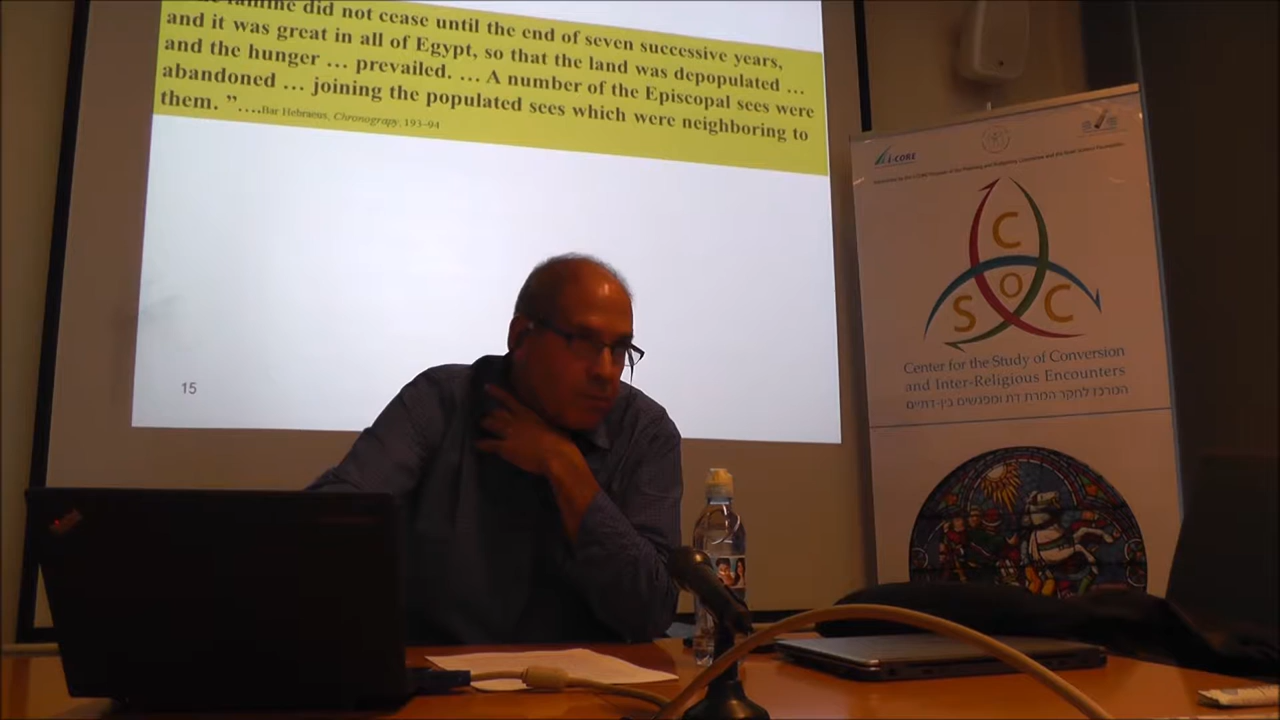 famine did not cease until the end of seven successive years,
and it was great in all of Egypt, so that the land was depopulated …
and the hunger … prevailed. … A number of the Episcopal sees were
abandoned … joining the populated sees which were neighboring to
them. ”….Bar Hebraeus, Chronograpy, 193–94
15
i-CORE
C
S O C
Center for the Study of Conversion
and Inter-Religious Encounters
המרכז לחקר המרת דת ומפגשים בין-דתיים